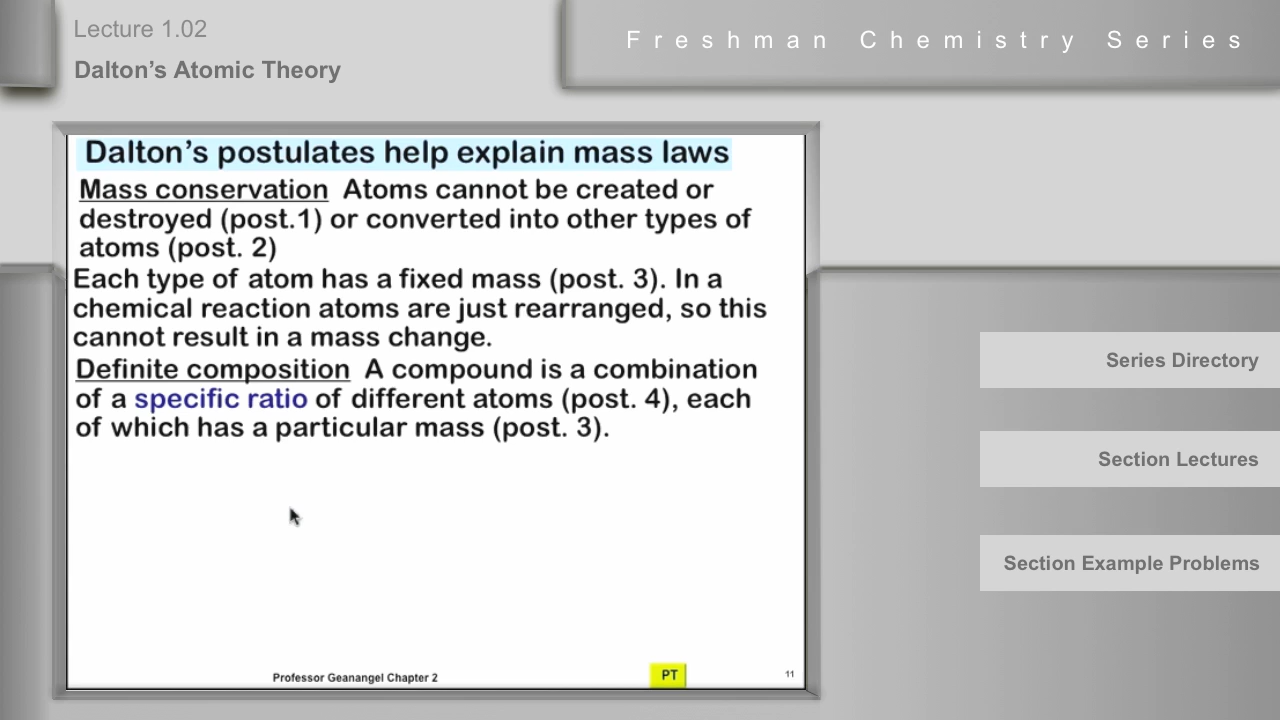 Lecture 1.02
Dalton's Atomic Theory
Freshman Chemistry Series
Dalton's postulates help explain mass laws
Mass conservation Atoms cannot be created or
destroyed (post.1) or converted into other types of
atoms (post. 2)
Each type of atom has a fixed mass (post. 3). In a
chemical reaction atoms are just rearranged, so this
cannot result in a mass change.
Definite composition A compound is a combination
of a specific ratio of different atoms (post. 4), each
of which has a particular mass (post. 3).
Series Directory
Section Lectures
Section Example Problems
Professor Geanangel Chapter 2
PT
11